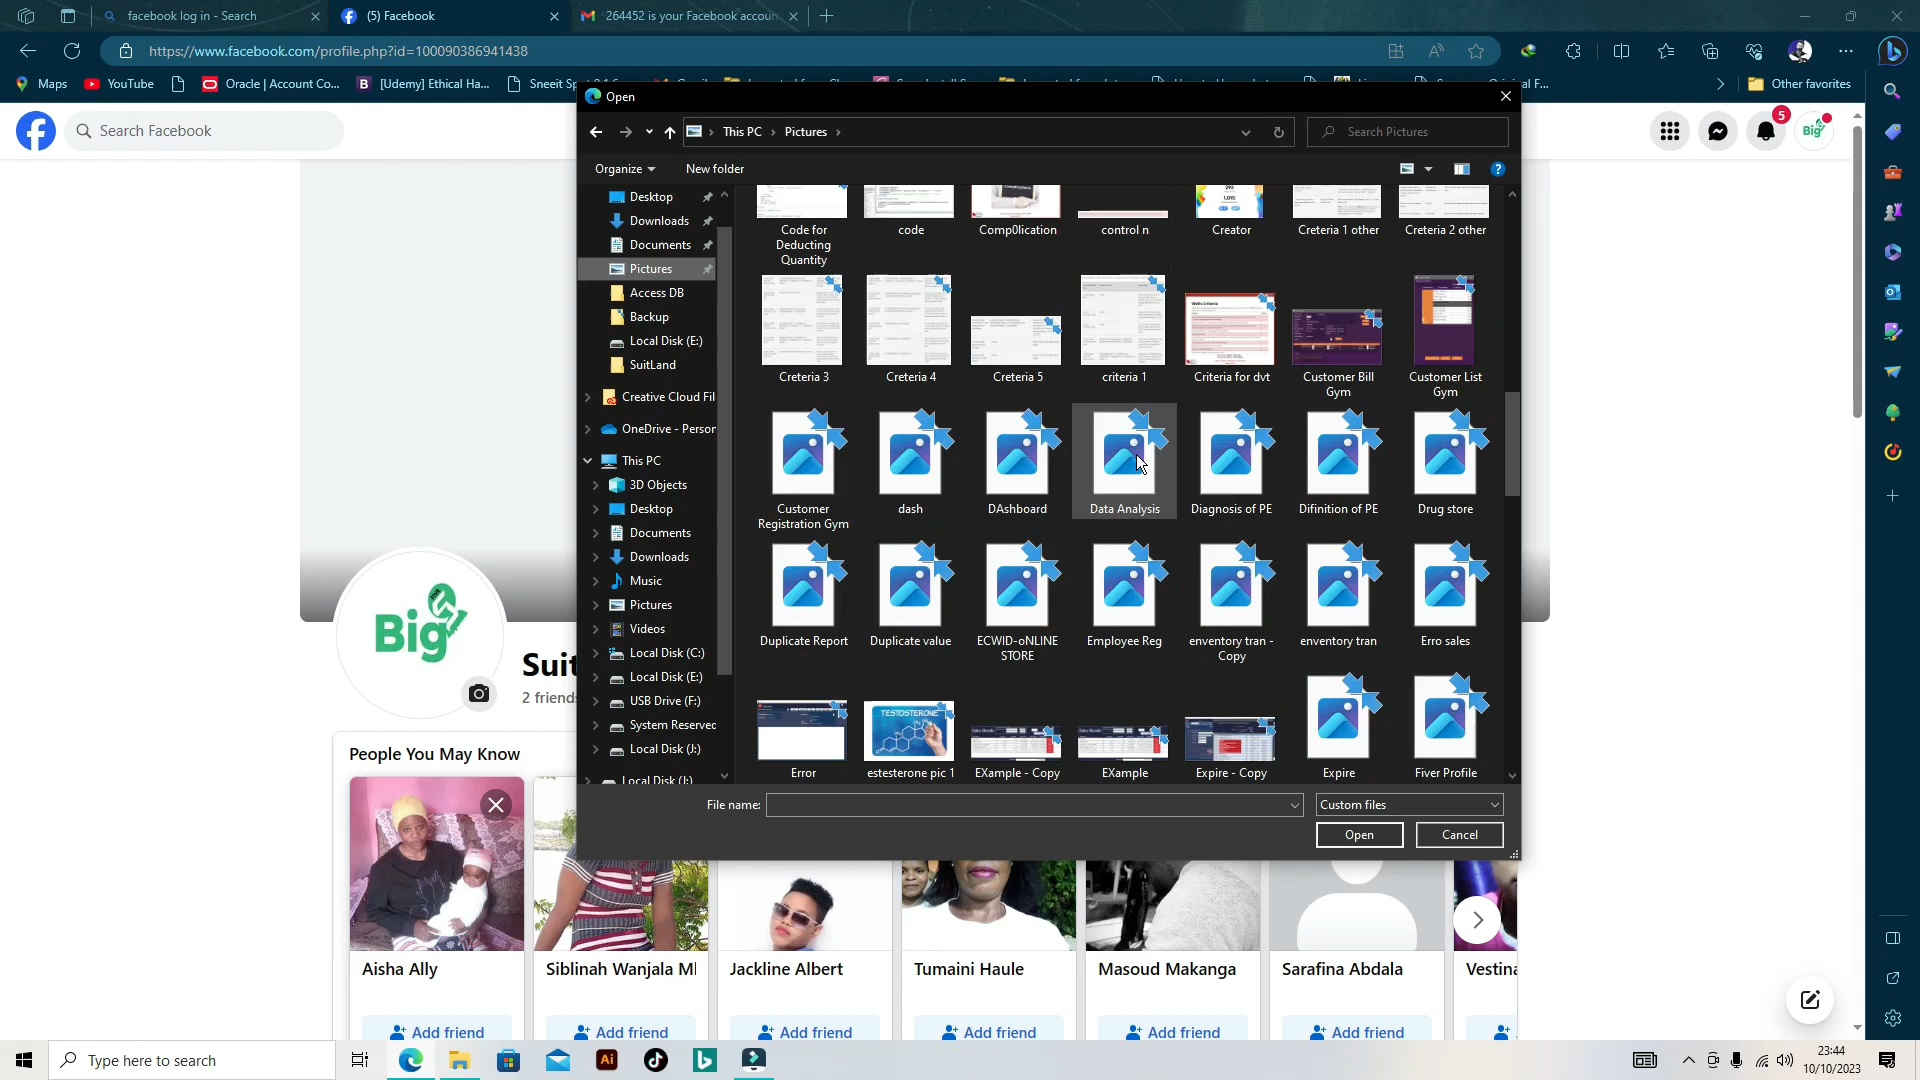 facebook log in - Search
(5) Facebook
264452 is your Facebook accoun
https://www.facebook.com/profile.php?id=100090386941438
Maps
YouTube
Oracle | Account Co...
[Udemy] Ethical Ha...
Other favorites
Search Facebook
5
Big
Open
This PC
Pictures
Search Pictures
Organize
New folder
Desktop
Downloads
Documents
Pictures
Access DB
Backup
Local Disk (E:)
SuitLand
Creative Cloud Fil
OneDrive - Person
This PC
3D Objects
Desktop
Documents
Downloads
Music
Pictures
Videos
Local Disk (C:)
Local Disk (E:)
USB Drive (F:)
System Reserved
Local Disk (J:)
Local Disk (J:)
Code for Deducting Quantity
code
Comp0lication
control n
Creator
Creteria 1 other
Creteria 2 other
Creteria 3
Creteria 4
Creteria 5
criteria 1
Criteria for dvt
Customer Bill Gym
Customer List Gym
Customer Registration Gym
dash
DAshboard
Data Analysis
Diagnosis of PE
Difinition of PE
Drug store
Duplicate Report
Duplicate value
ECWID-oNLINE STORE
Employee Reg
enventory tran - Copy
enventory tran
Erro sales
TESTOSTERONE
Error
estesterone pic 1
EXample - Copy
EXample
Expire - Copy
Expire
Fiver Profile
File name:
Custom files
Open
Cancel
Big
Suit
2 friends
People You May Know
Aisha Ally
Siblinah Wanjala Ml
Jackline Albert
Tumaini Haule
Masoud Makanga
Sarafina Abdala
Vestina
Add friend
Add friend
Add friend
Add friend
Add friend
Add friend
Type here to search
23:44
10/10/2023